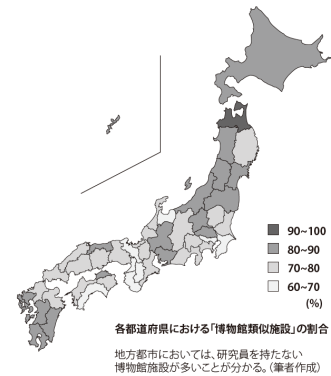 90~100
80~90
70~80
60~70
(%)
各都道府県における「博物館類似施設」の割合
地方都市においては、研究員を持たない
博物館施設が多いことが分かる。（筆者作成）